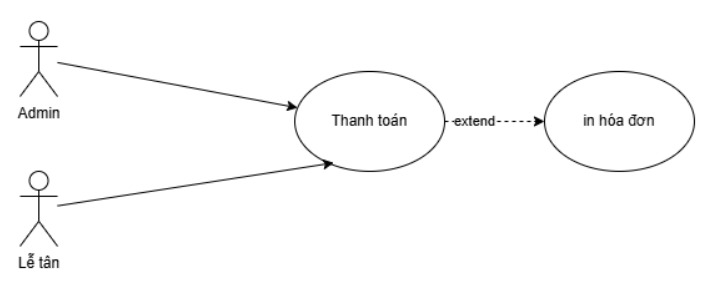 Admin
Thanh toán
extend
in hóa đơn
Lễ tân